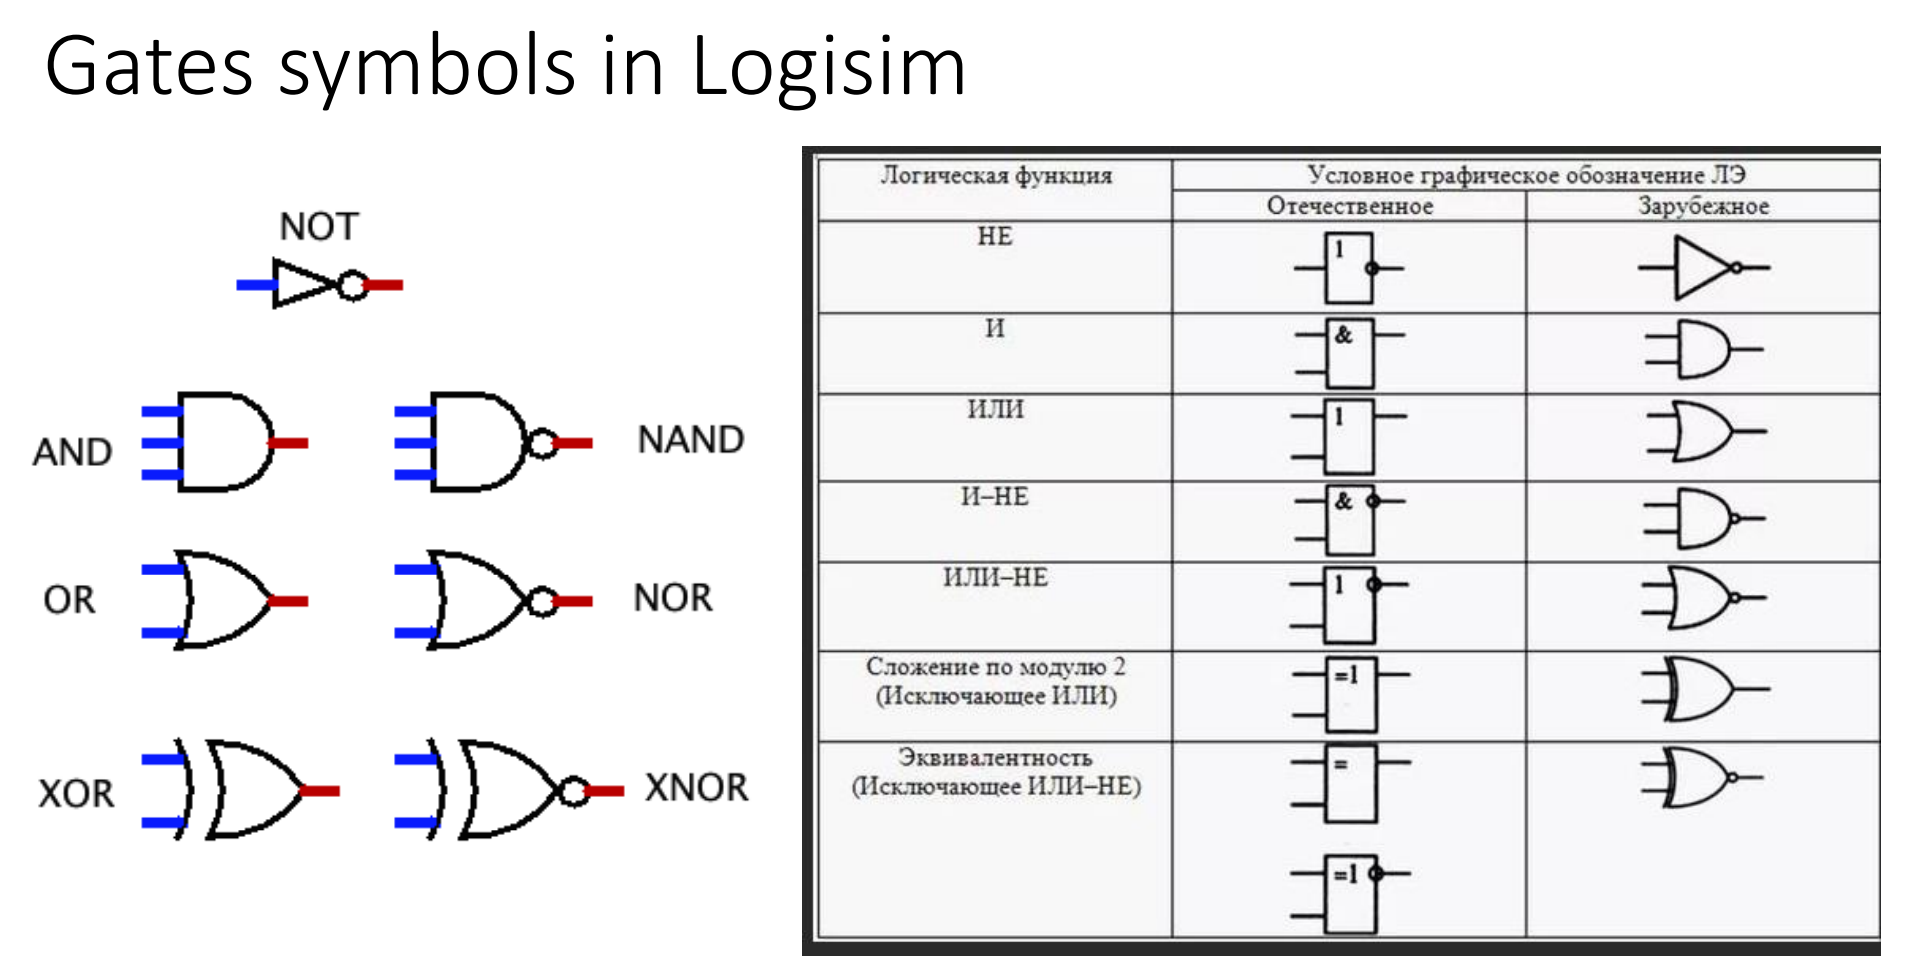 Gates symbols in Logisim
NOT
AND
NAND
OR
NOR
XOR
XNOR
Логическая функция
Условное графическое обозначение ЛЭ
Отечественное
Зарубежное
НЕ
1
И
&
ИЛИ
1
И–НЕ
&
ИЛИ–НЕ
1
Сложение по модулю 2
(Исключающее ИЛИ)
=1
Эквивалентность
(Исключающее ИЛИ–НЕ)
=
=1